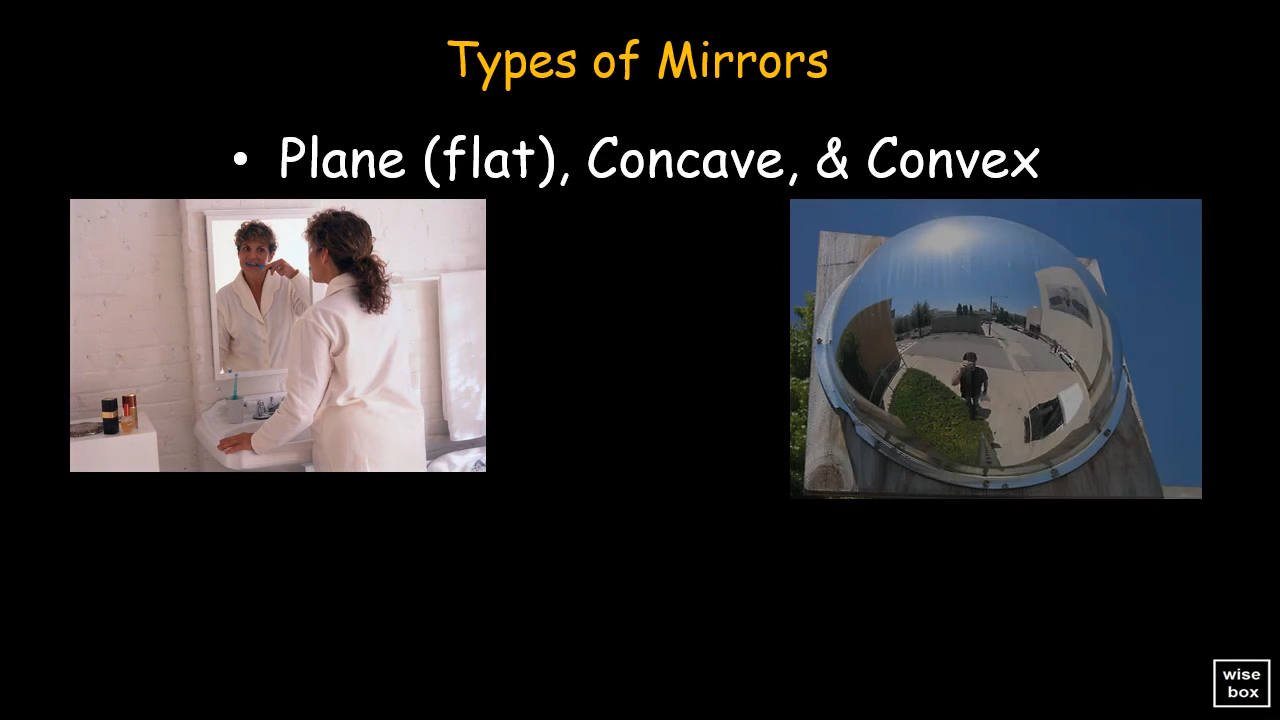 Types of Mirrors
• Plane (flat), Concave, & Convex
wise
box